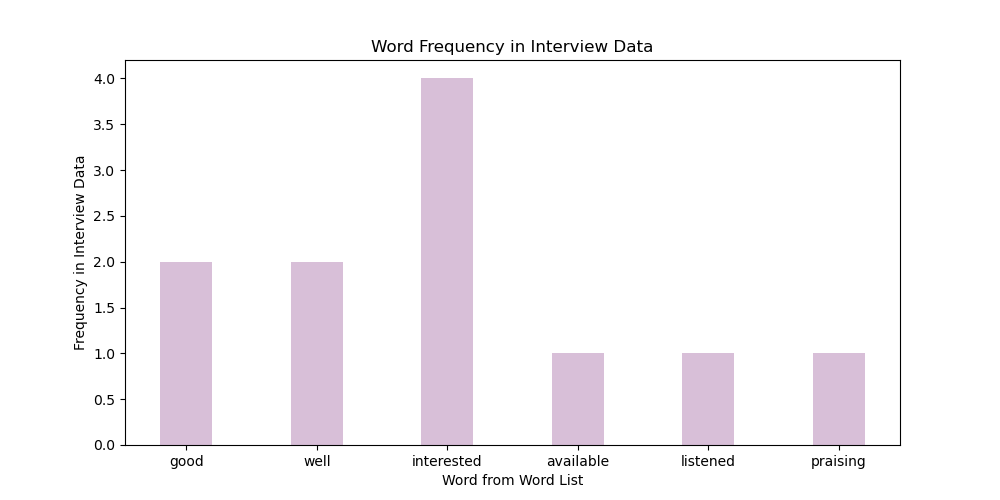 Word Frequency in Interview Data
Frequency in Interview Data
4.0
3.5
3.0
2.5
2.0
1.5
1.0
0.5
0.0
good well interested available listened praising
Word from Word List